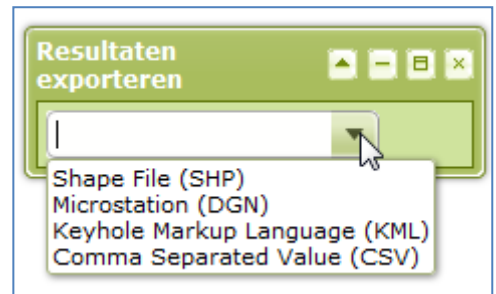 Resultaten
exporteren
Shape File (SHP)
Microstation (DGN)
Keyhole Markup Language (KML)
Comma Separated Value (CSV)